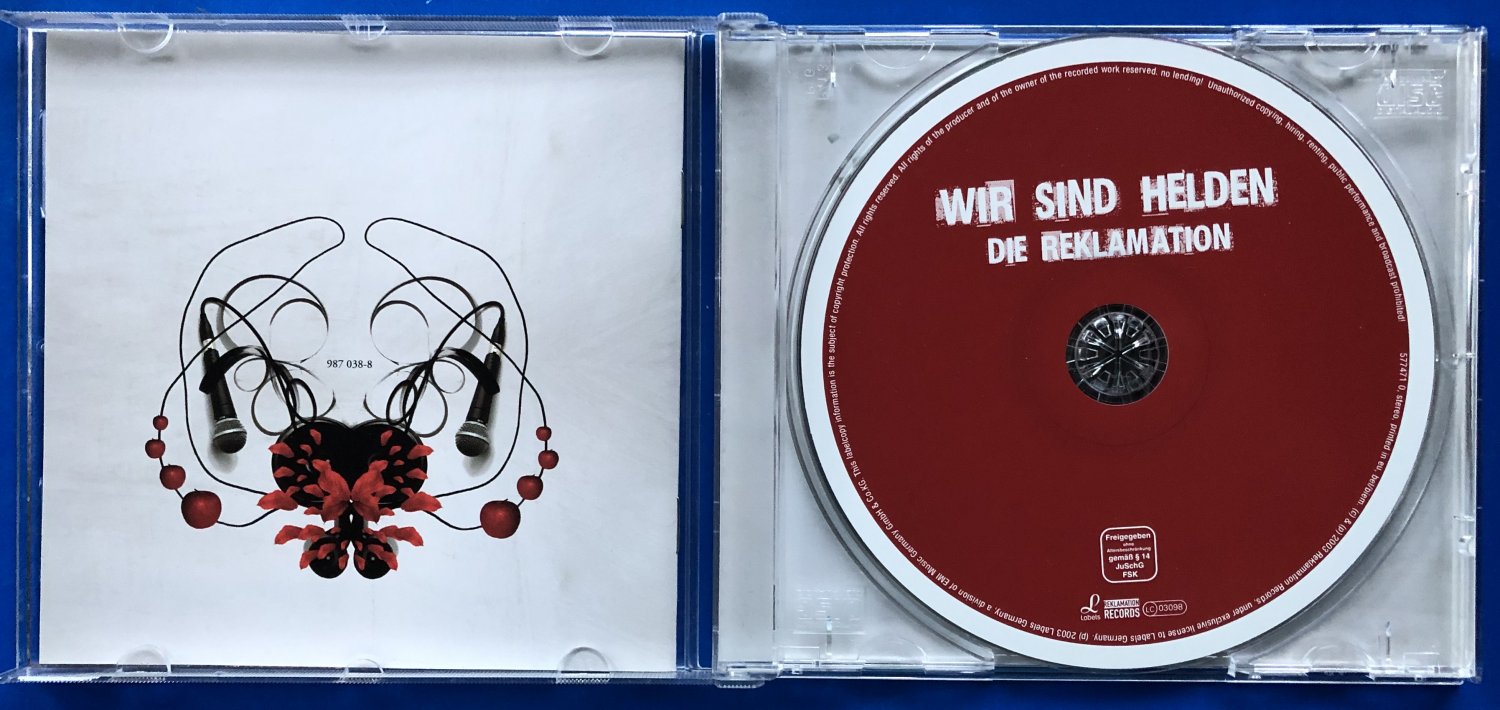 987 038-8
WIR SIND HELDEN
DIE REKLAMATION
Freigegeben
ohne
Altersbeschränkung
gemäß § 14
JuSchG
FSK
L
Labels
REKLAMATION
RECORDS
LC 03098
577471 0, stereo, printed in eu, bel/biem. (c) & (p) 2003 Reklamation Records, under exclusive license to Labels Germany. (p) 2003 Labels Germany, a division of EMI Music Germany GmbH & Co.KG. This labelcopy information is the subject of copyright protection. All rights reserved. All rights of the producer and of the owner of the recorded work reserved. no lending! Unauthorized copying, hiring, renting, public performance and broadcast prohibited!